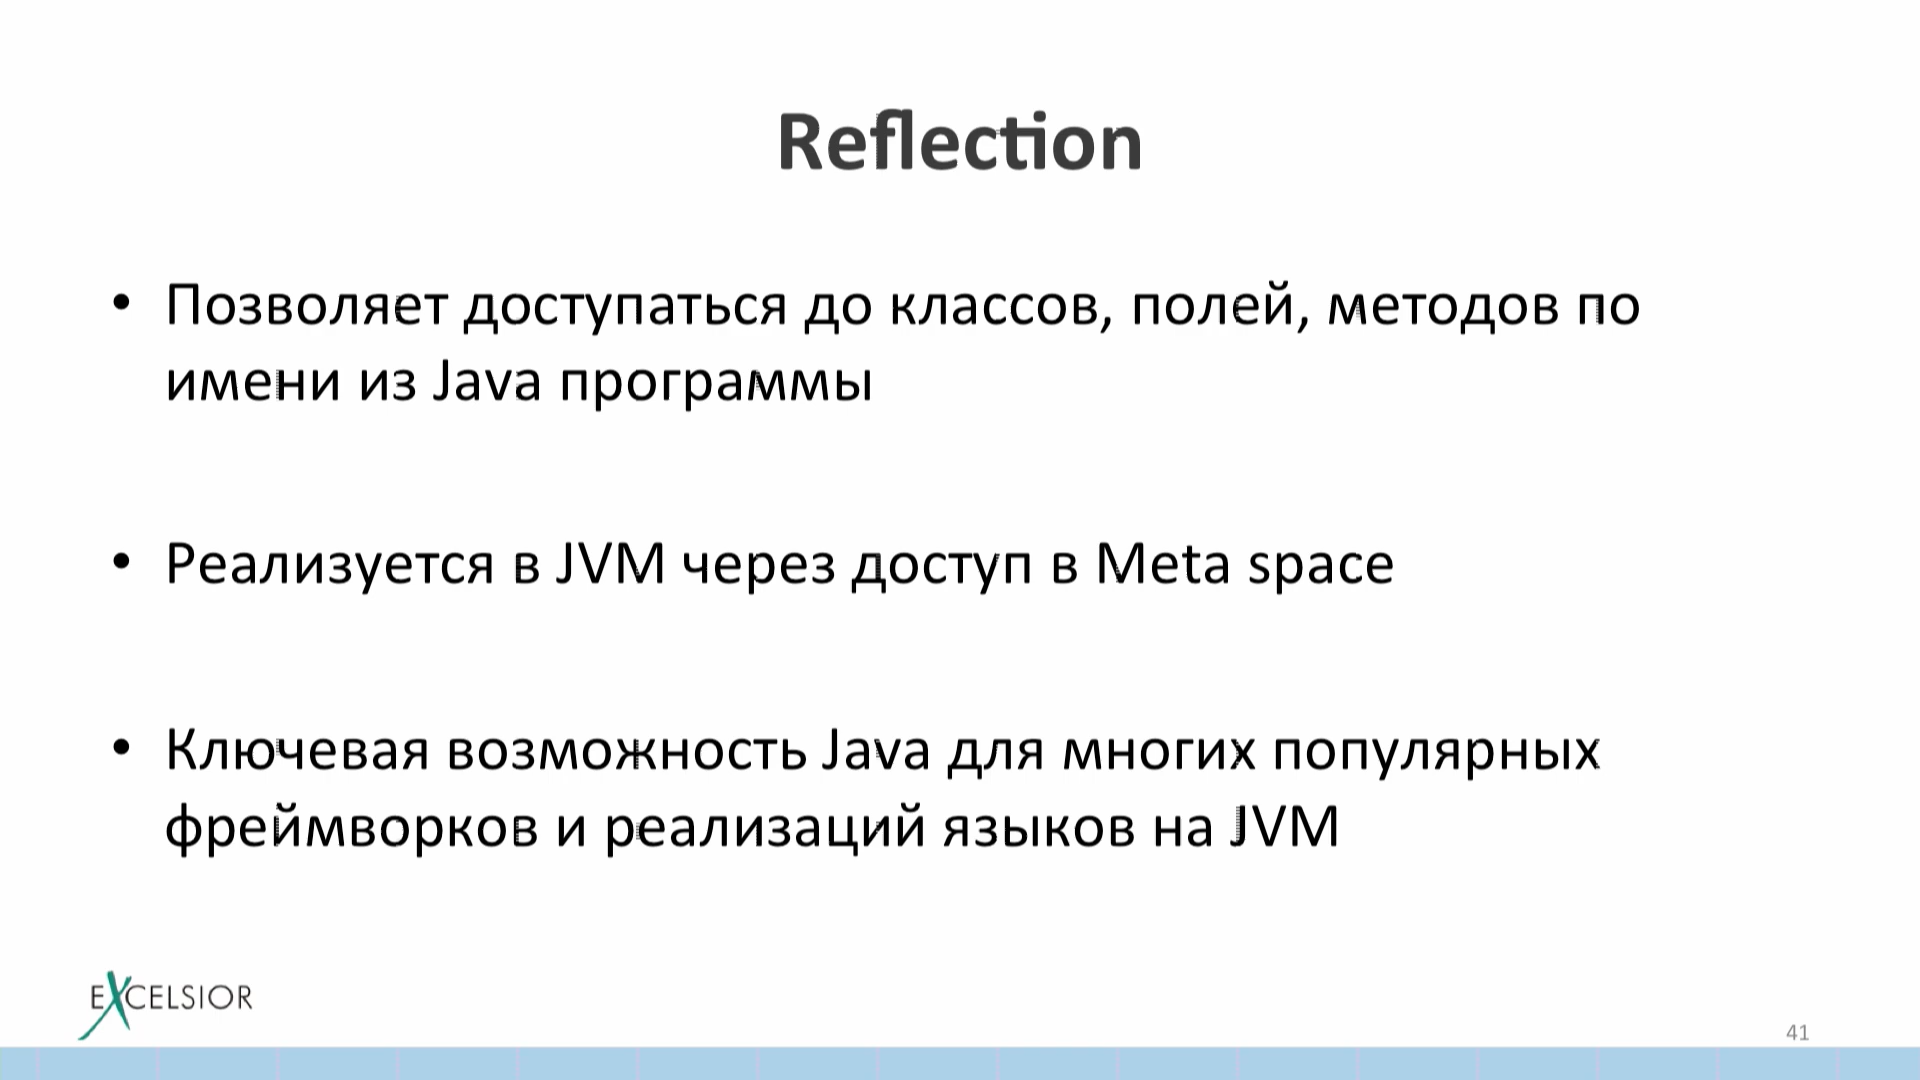 Reflection
• Позволяет доступаться до классов, полей, методов по
имени из Java программы
• Реализуется в JVM через доступ в Meta space
• Ключевая возможность Java для многих популярных
фреймворков и реализаций языков на JVM
EXCELSIOR
41